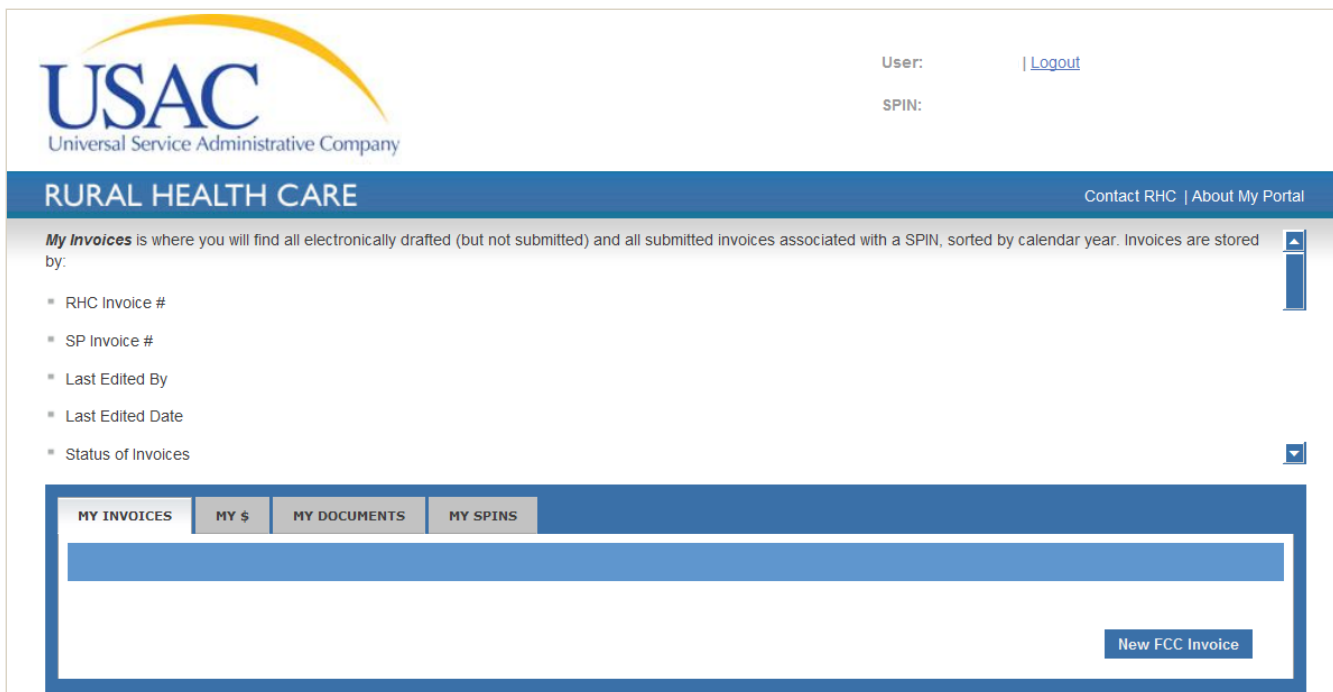 USAC
Universal Service Administrative Company
User: | Logout
SPIN:
RURAL HEALTH CARE
Contact RHC | About My Portal
My Invoices is where you will find all electronically drafted (but not submitted) and all submitted invoices associated with a SPIN, sorted by calendar year. Invoices are stored
by:
RHC Invoice #
SP Invoice #
Last Edited By
Last Edited Date
Status of Invoices
MY INVOICES MY $ MY DOCUMENTS MY SPINS
New FCC Invoice